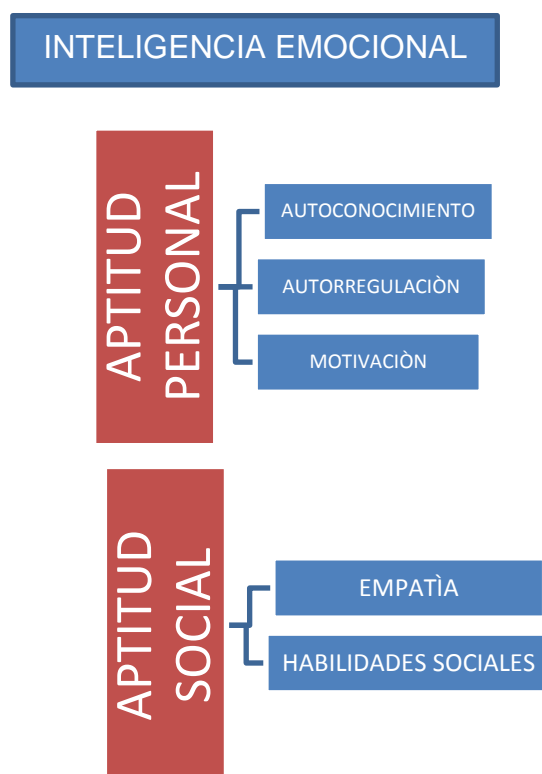 INTELIGENCIA EMOCIONAL
APTITUD
PERSONAL
AUTOCONOCIMIENTO
AUTORREGULACIÒN
MOTIVACIÒN
APTITUD
SOCIAL
EMPATÌA
HABILIDADES SOCIALES